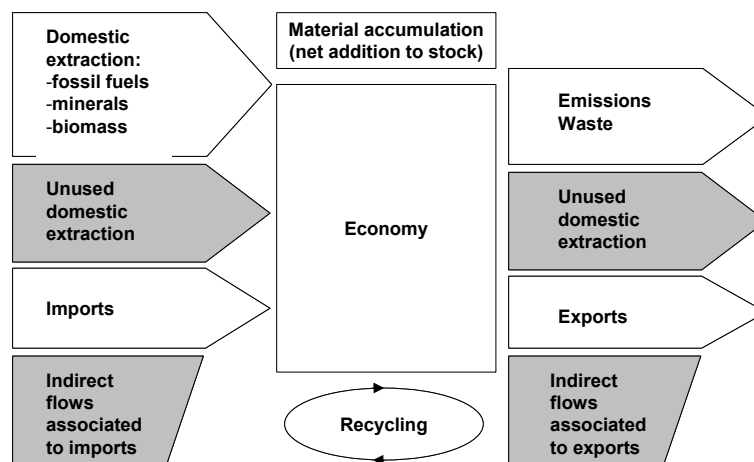 Domestic
extraction:
-fossil fuels
-minerals
-biomass
Unused
domestic
extraction
Imports
Indirect
flows
associated
to imports
Material accumulation
(net addition to stock)
Economy
Recycling
Emissions
Waste
Unused
domestic
extraction
Exports
Indirect
flows
associated
to exports